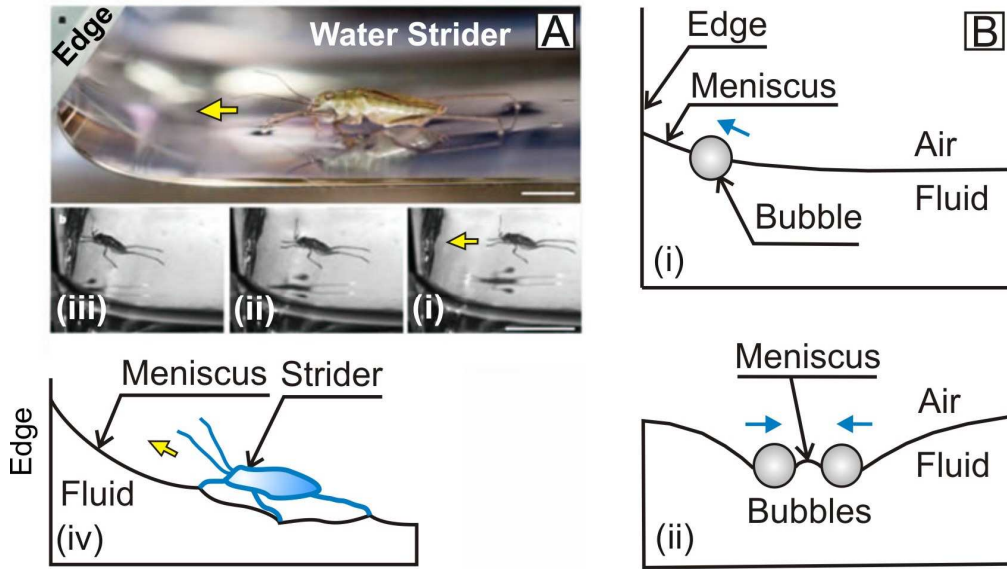 Edge
Water Strider
A
(iii)
(ii)
(i)
Meniscus
Strider
Edge
Fluid
(iv)
B
Edge
Meniscus
Air
Fluid
Bubble
(i)
Meniscus
Air
Fluid
Bubbles
(ii)